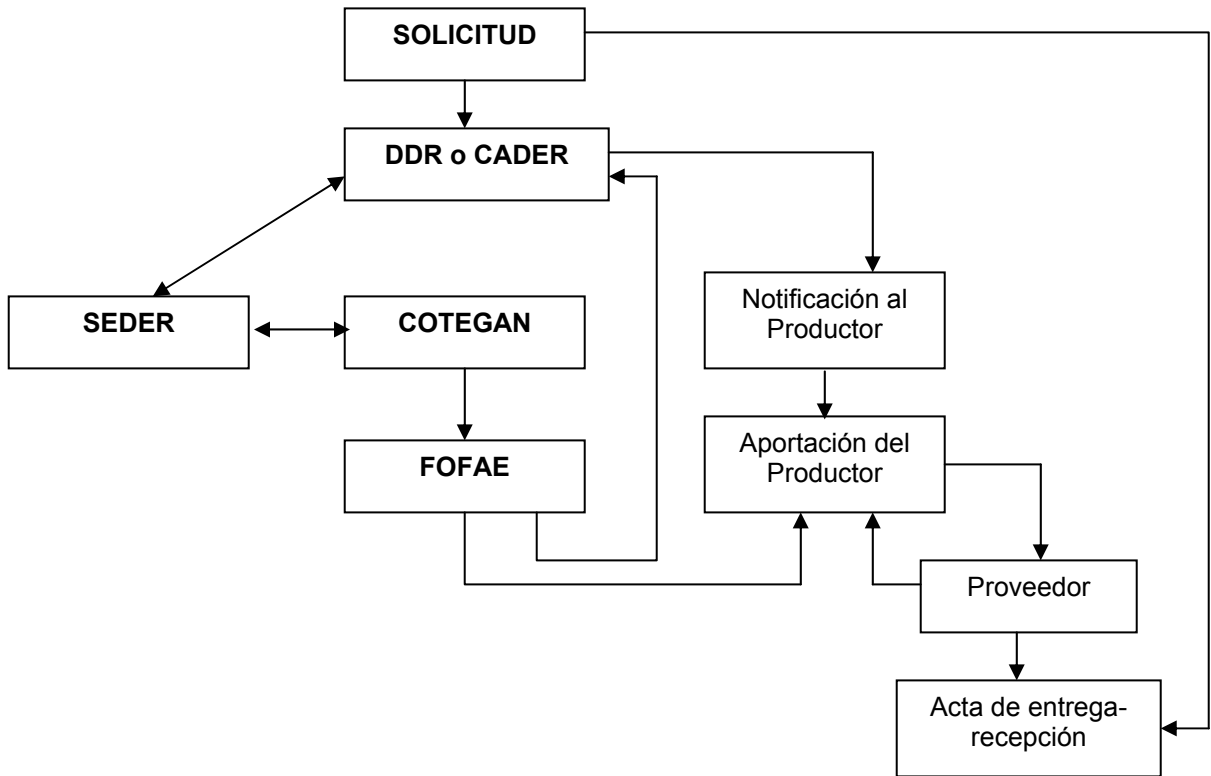 SOLICITUD
DDR o CADER
SEDER
COTEGAN
Notificación al
Productor
FOFAE
Aportación del
Productor
Proveedor
Acta de entrega-
recepción